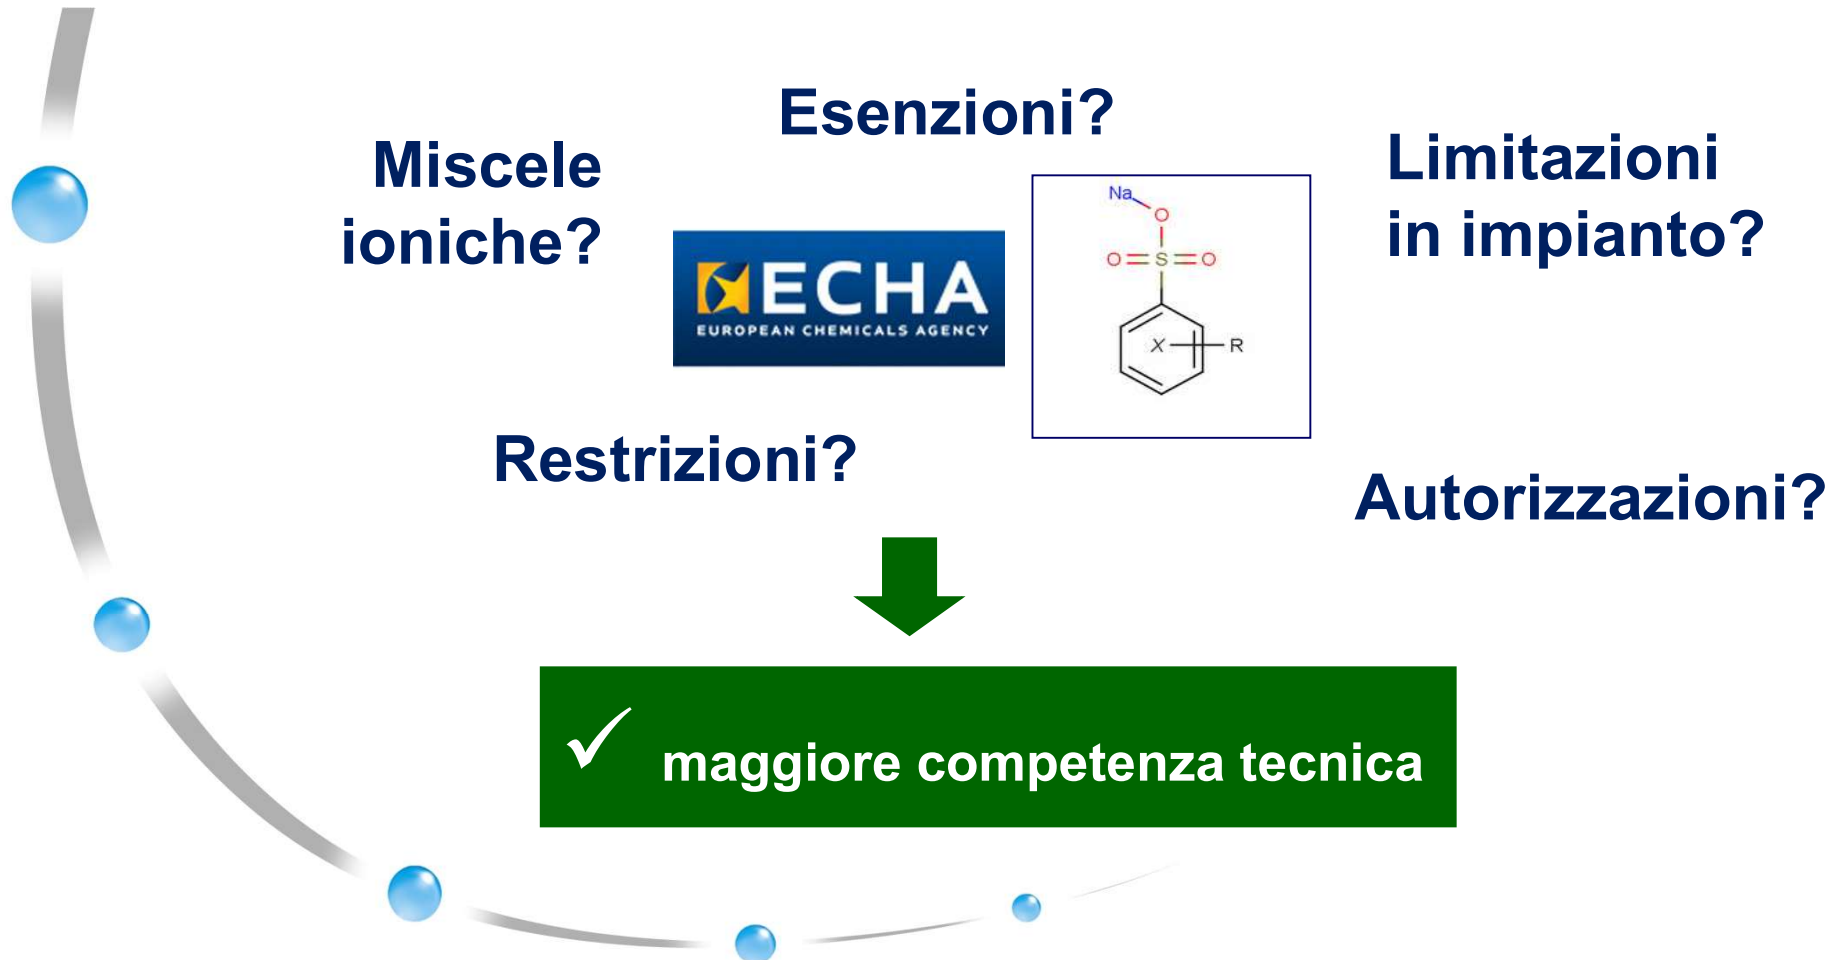 Esenzioni?
Miscele
ioniche?
Limitazioni
in impianto?
ECHA
EUROPEAN CHEMICALS AGENCY
Na
O
O S O
X R
Restrizioni?
Autorizzazioni?
✓ maggiore competenza tecnica